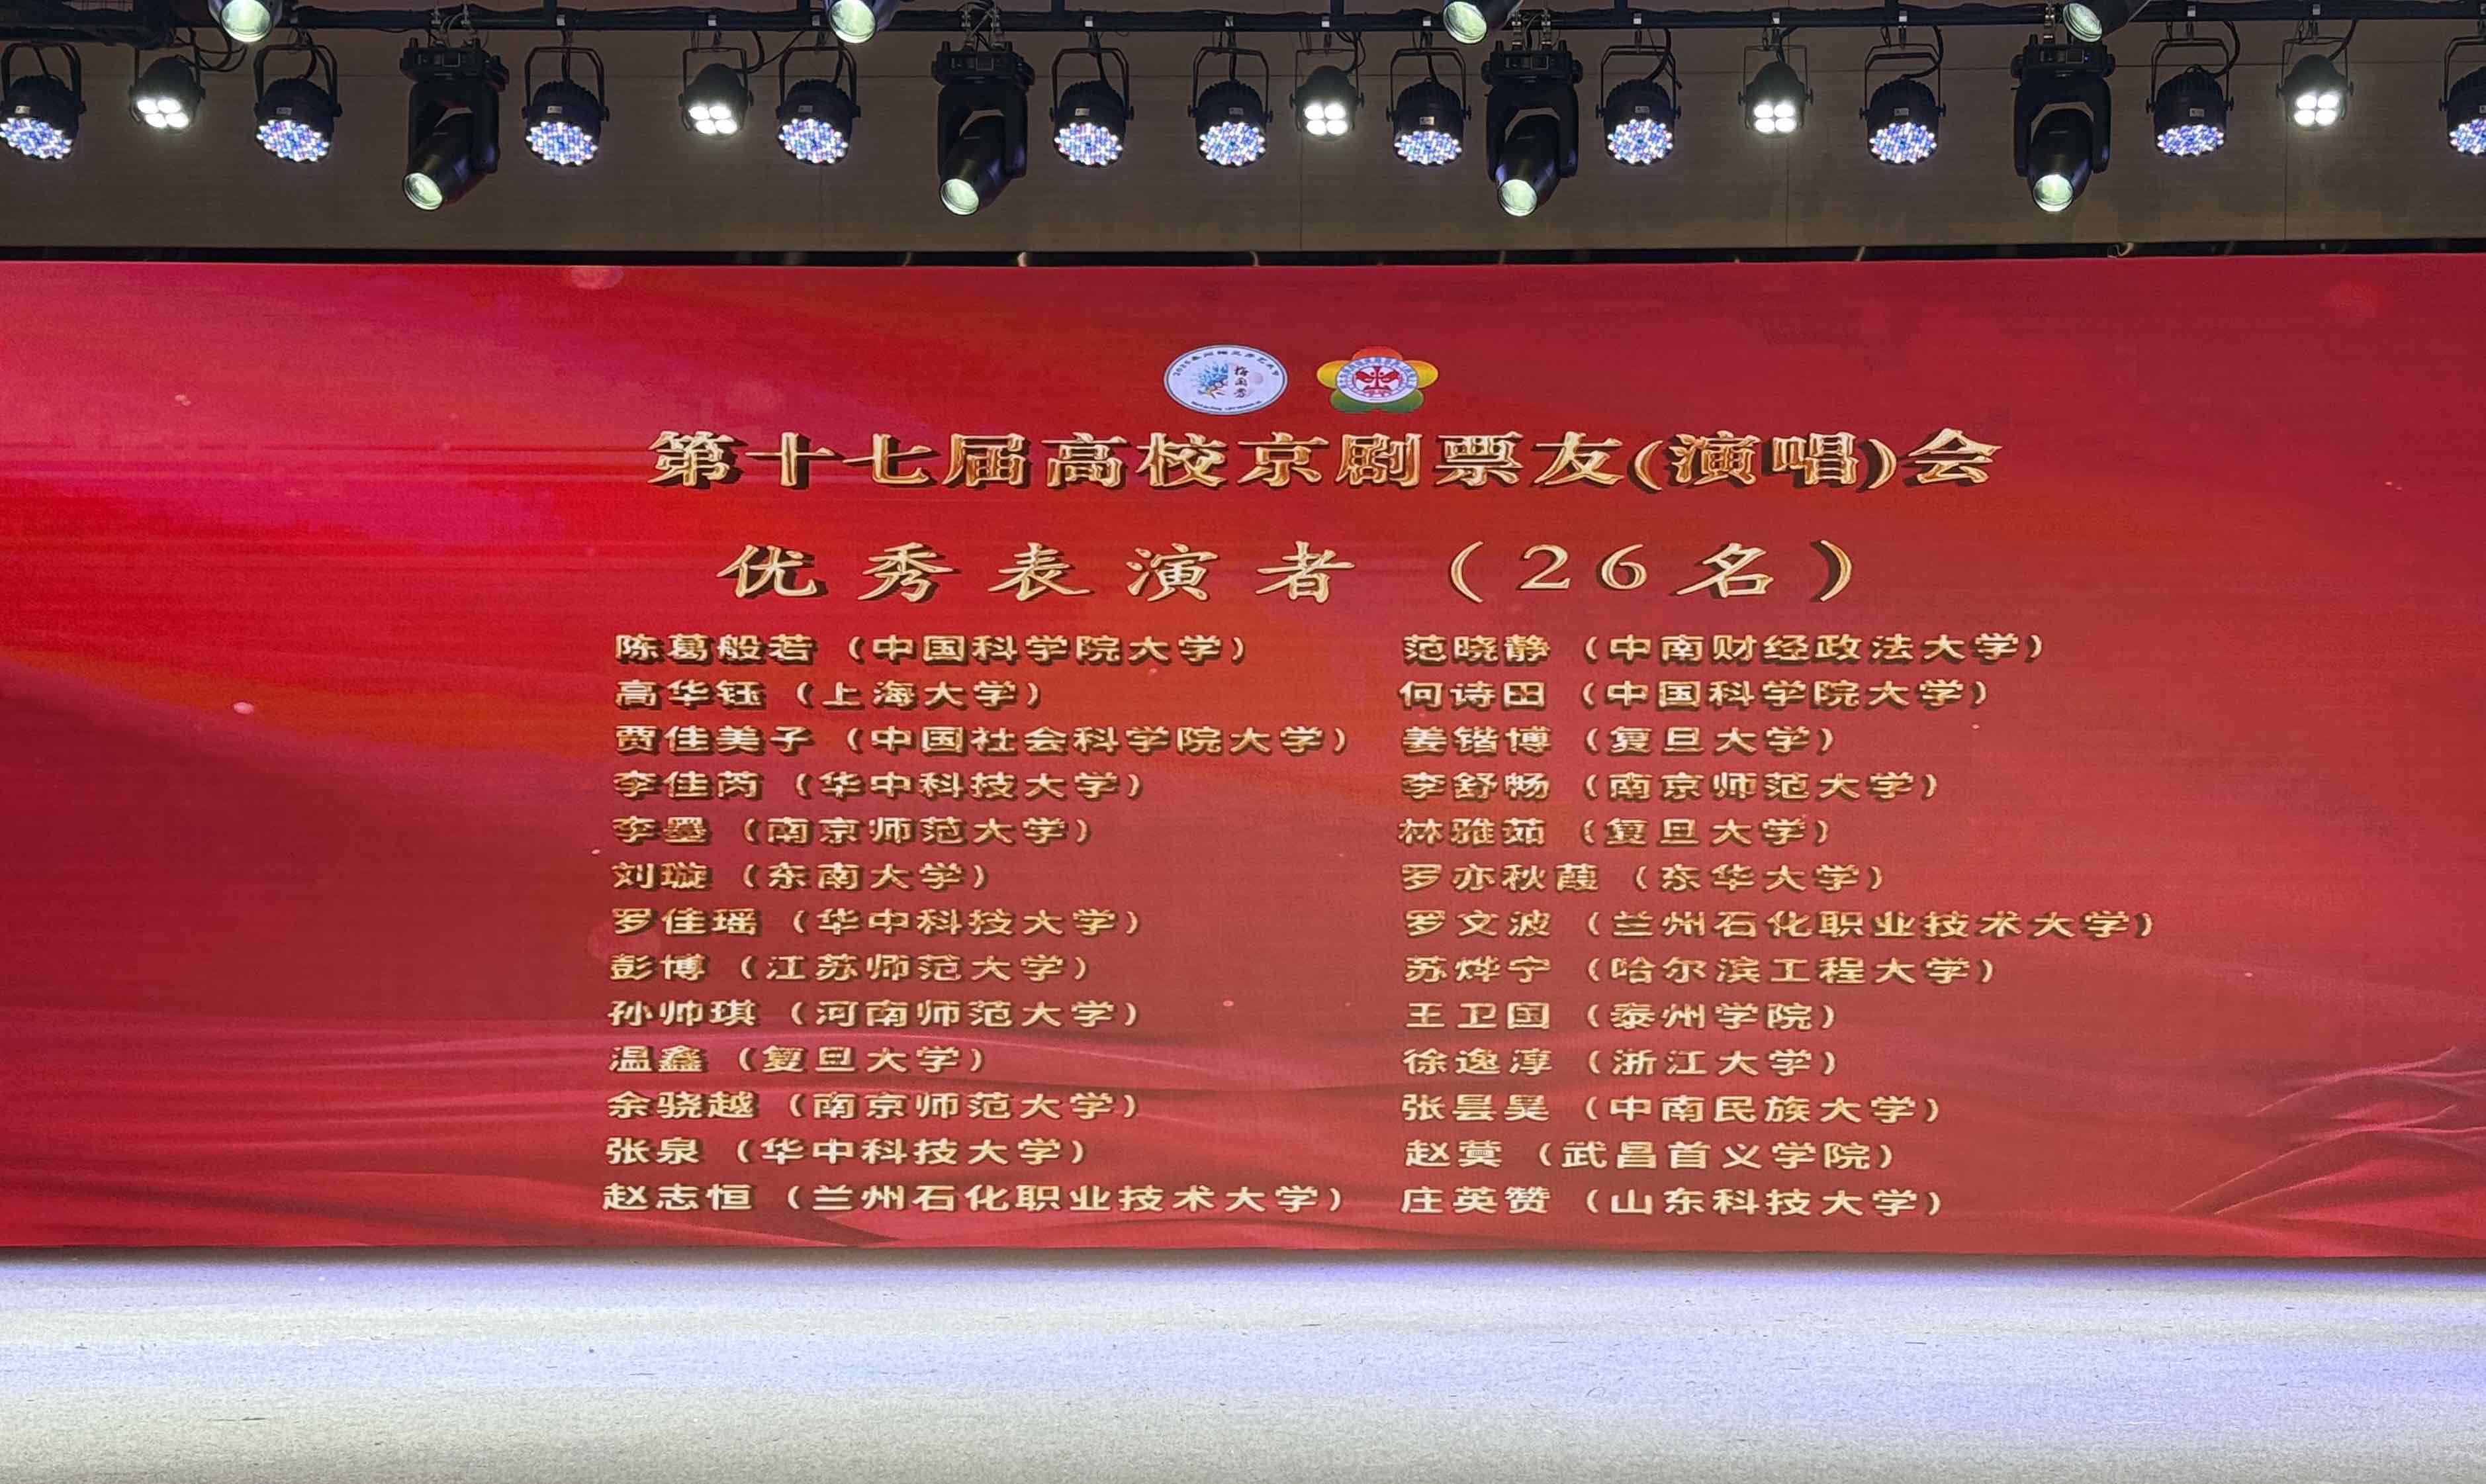 梅兰芳
第十七届高校京剧票友(演唱)会
优秀表演者（26名）
陈葛般若（中国科学院大学） 范晓静（中南财经政法大学）
高华钰（上海大学） 何诗田（中国科学院大学）
贾佳美子（中国社会科学院大学） 姜锴博（复旦大学）
李佳芮（华中科技大学） 李舒畅（南京师范大学）
李墨（南京师范大学） 林雅茹（复旦大学）
刘璇（东南大学） 罗亦秋葭（东华大学）
罗佳瑶（华中科技大学） 罗文波（兰州石化职业技术大学）
彭博（江苏师范大学） 苏烨宁（哈尔滨工程大学）
孙帅琪（河南师范大学） 王卫国（泰州学院）
温鑫（复旦大学） 徐逸淳（浙江大学）
余骁越（南京师范大学） 张昙昊（中南民族大学）
张泉（华中科技大学） 赵蓂（武昌首义学院）
赵志恒（兰州石化职业技术大学） 庄英赞（山东科技大学）